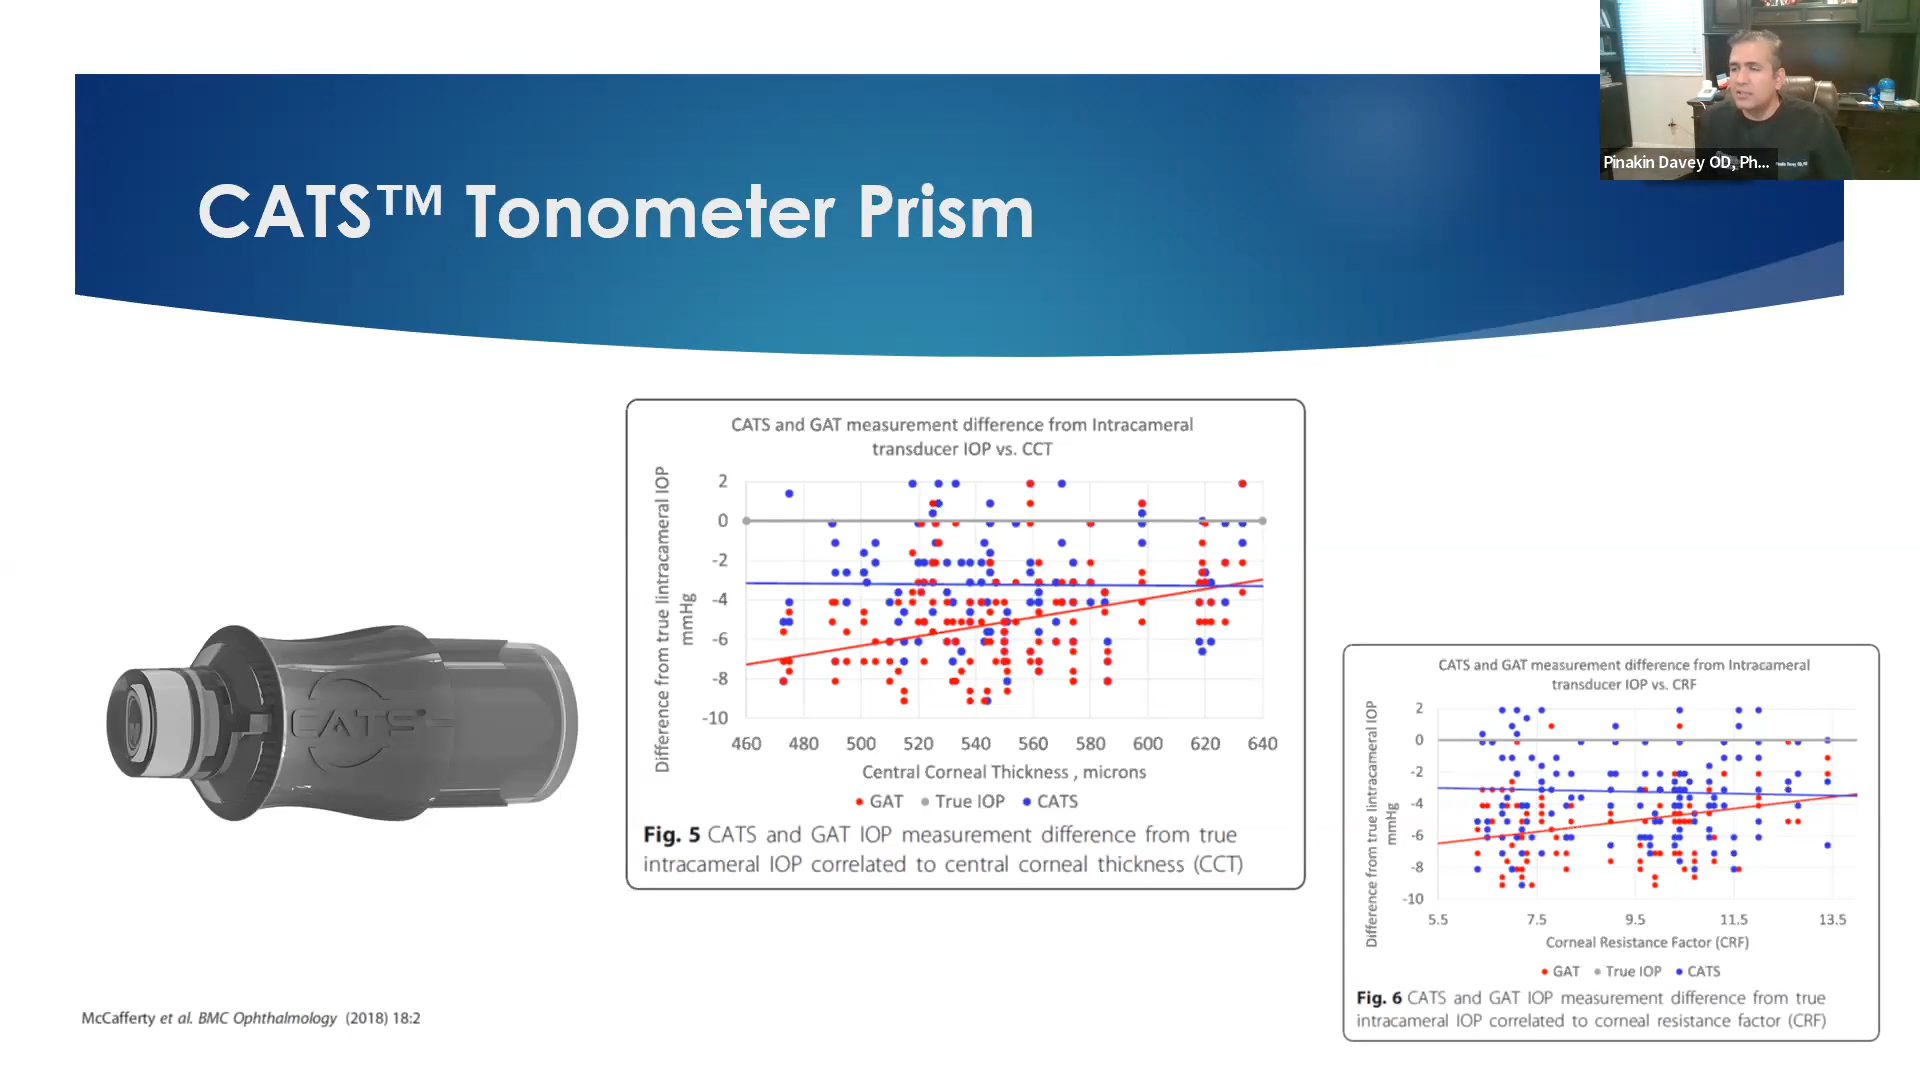 Pinakin Davey OD, Ph...
CATS™ Tonometer Prism
CATS
CATS and GAT measurement difference from Intracameral
transducer IOP vs. CCT
Difference from true Iintracameral IOP
mmHg
2
0
-2
-4
-6
-8
-10
460 480 500 520 540 560 580 600 620 640
Central Corneal Thickness , microns
GAT True IOP CATS
Fig. 5 CATS and GAT IOP measurement difference from true
intracameral IOP correlated to central corneal thickness (CCT)
CATS and GAT measurement difference from Intracameral
transducer IOP vs. CRF
Difference from true Iintracameral IOP
mmHg
2
0
-2
-4
-6
-8
-10
5.5 7.5 9.5 11.5 13.5
Corneal Resistance Factor (CRF)
GAT True IOP CATS
Fig. 6 CATS and GAT IOP measurement difference from true
intracameral IOP correlated to corneal resistance factor (CRF)
McCafferty et al. BMC Ophthalmology (2018) 18:2